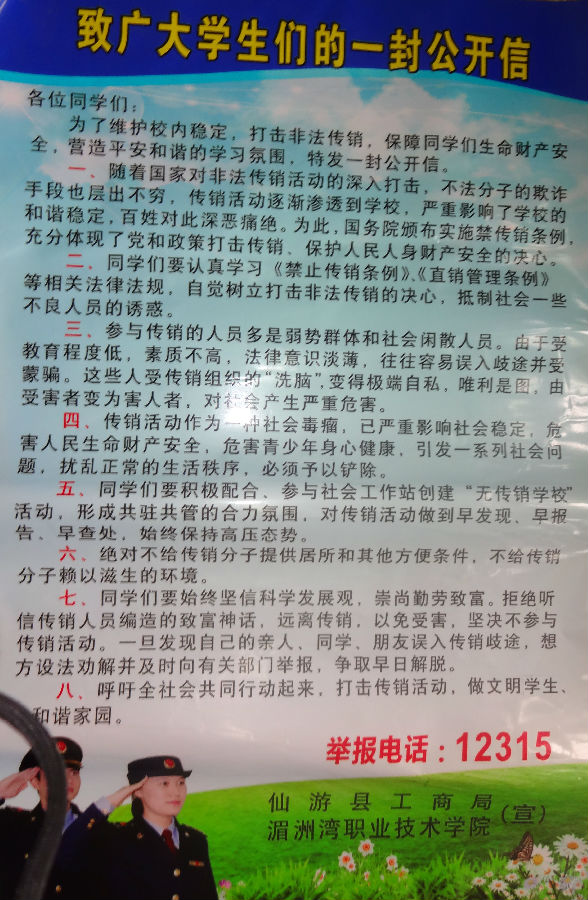 致广大学生们的一封公开信
各位同学们：
为了维护校内稳定，打击非法传销，保障同学们生命财产安
全，营造平安和谐的学习氛围，特发一封公开信。
一、随着国家对非法传销活动的深入打击，不法分子的欺诈
手段也层出不穷，传销活动逐渐渗透到学校，严重影响了学校的
和谐稳定，百姓对此深恶痛绝。为此，国务院颁布实施禁传销条例，
充分体现了党和政策打击传销、保护人民人身财产安全的决心。
二、同学们要认真学习《禁止传销条例》、《直销管理条例》
等相关法律法规，自觉树立打击非法传销的决心，抵制社会一些
不良人员的诱惑。
三、参与传销的人员多是弱势群体和社会闲散人员。由于受
教育程度低，素质不高，法律意识淡薄，往往容易误入歧途并受
蒙骗。这些人受传销组织的“洗脑”，变得极端自私，唯利是图，由
受害者变为害人者，对社会产生严重危害。
四、传销活动作为一种社会毒瘤，已严重影响社会稳定，危
害人民生命财产安全，危害青少年身心健康，引发一系列社会问
题，扰乱正常的生活秩序，必须予以铲除。
五、同学们要积极配合、参与社会工作站创建“无传销学校”
活动，形成共驻共管的合力氛围，对传销活动做到早发现、早报
告、早查处，始终保持高压态势。
六、绝对不给传销分子提供居所和其他方便条件，不给传销
分子赖以滋生的环境。
七、同学们要始终坚信科学发展观，崇尚勤劳致富。拒绝听
信传销人员编造的致富神话，远离传销，以免受害，坚决不参与
传销活动。一旦发现自己的亲人、同学、朋友误入传销歧途，想
方设法劝解并及时向有关部门举报，争取早日解脱。
八、呼吁全社会共同行动起来，打击传销活动，做文明学生、
和谐家园。
举报电话：12315
仙游县工商局
湄洲湾职业技术学院（宣）